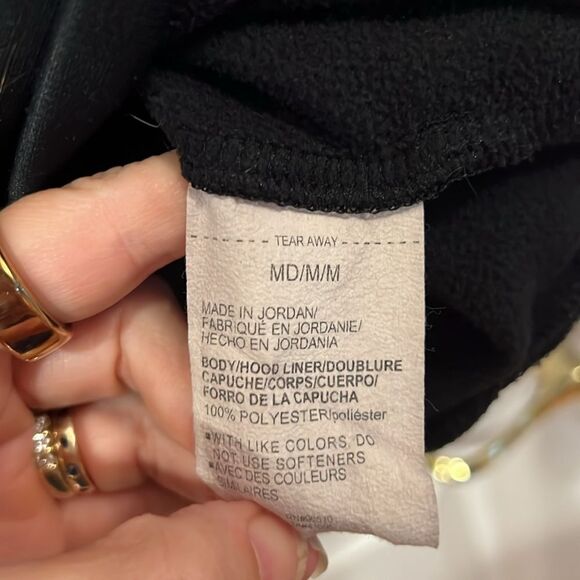 TEAR AWAY
MD/M/M
MADE IN JORDAN/
FABRIQUÉ EN JORDANIE/
HECHO EN JORDANIA
BODY/HOOD LINER/DOUBLURE
CAPUCHE/CORPS/CUERPO/
FORRO DE LA CAPUCHA
100% POLYESTER/poliéster
▪WITH LIKE COLORS, DO
NOT USE SOFTENERS
▪AVEC DES COULEURS
SIMILAIRES